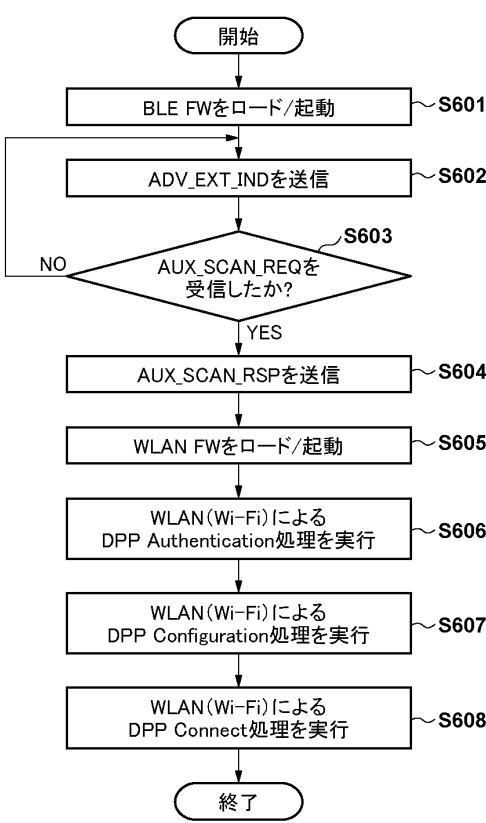 開始
BLE FWをロード/起動
S601
ADV_EXT_INDを送信
S602
S603
AUX_SCAN_REQを
受信したか?
NO
YES
AUX_SCAN_RSPを送信
S604
WLAN FWをロード/起動
S605
WLAN(Wi-Fi)による
DPP Authentication処理を実行
S606
WLAN(Wi-Fi)による
DPP Configuration処理を実行
S607
WLAN(Wi-Fi)による
DPP Connect処理を実行
S608
終了